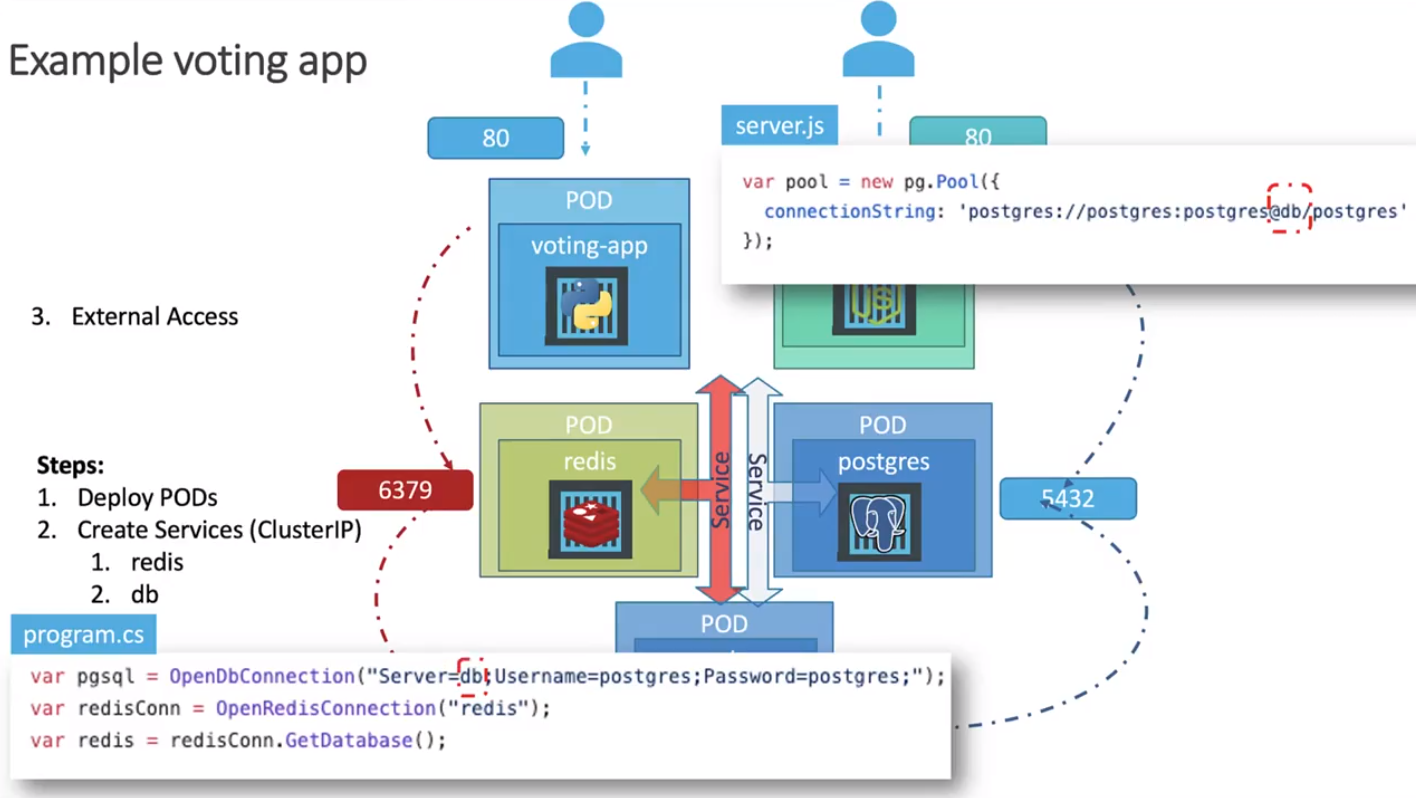 Example voting app
80
server.js
80
var pool = new pg.Pool({
connectionString: 'postgres://postgres:postgres@db/postgres'
});
POD
voting-app
JS
3. External Access
POD
redis
POD
postgres
Service
Service
6379
5432
Steps:
1. Deploy PODs
2. Create Services (ClusterIP)
1. redis
2. db
POD
program.cs
var pgsql = OpenDbConnection("Server=db;Username=postgres;Password=postgres;");
var redisConn = OpenRedisConnection("redis");
var redis = redisConn.GetDatabase();